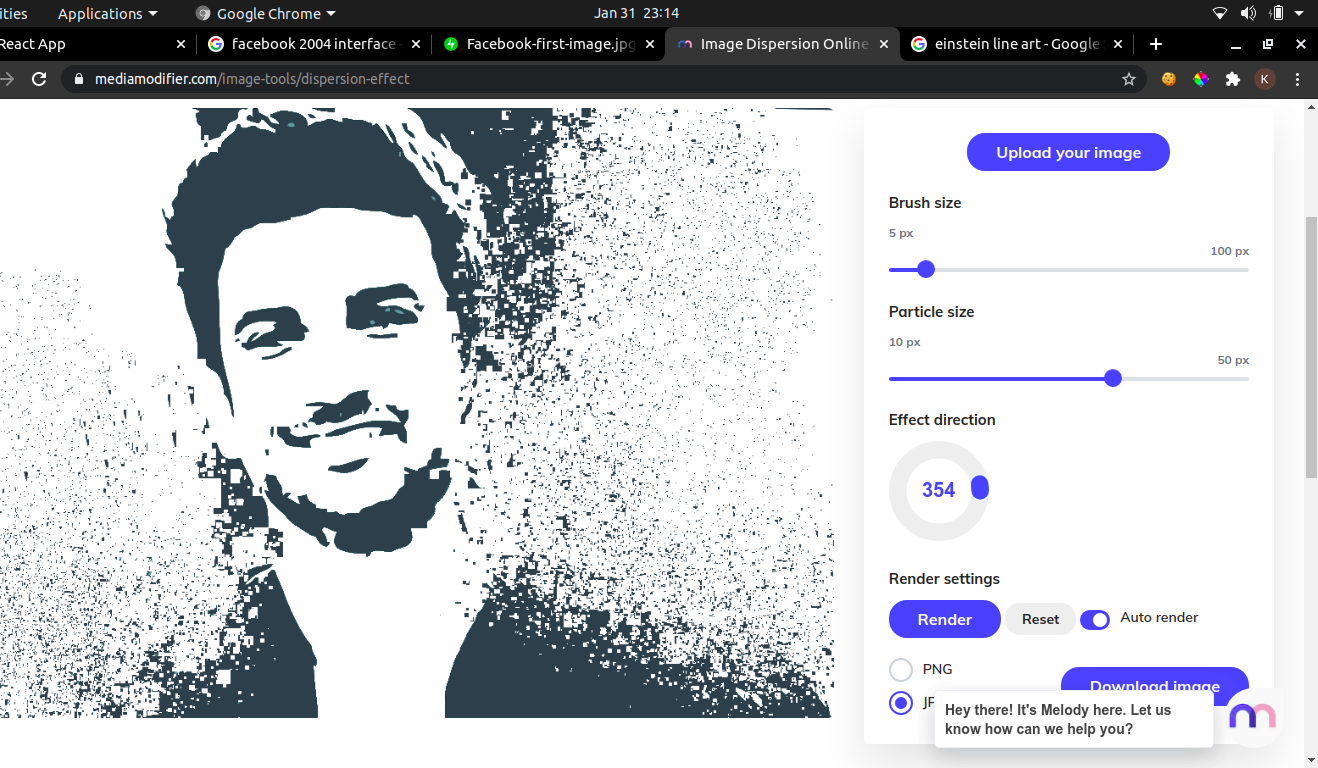 ities Applications Google Chrome Jan 31 23:14
React App facebook 2004 interface - Facebook-first-image.jpg Image Dispersion Online einstein line art - Google
mediamodifier.com/image-tools/dispersion-effect K
Upload your image
Brush size
5 px
100 px
Particle size
10 px
50 px
Effect direction
354
Render settings
Render Reset Auto render
PNG
Download image
JP
Hey there! It's Melody here. Let us
know how can we help you?